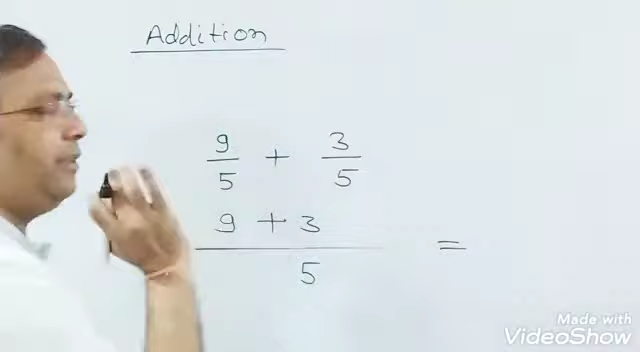 Addition
9/5 + 3/5
9 + 3
5 =
Made with
VideoShow